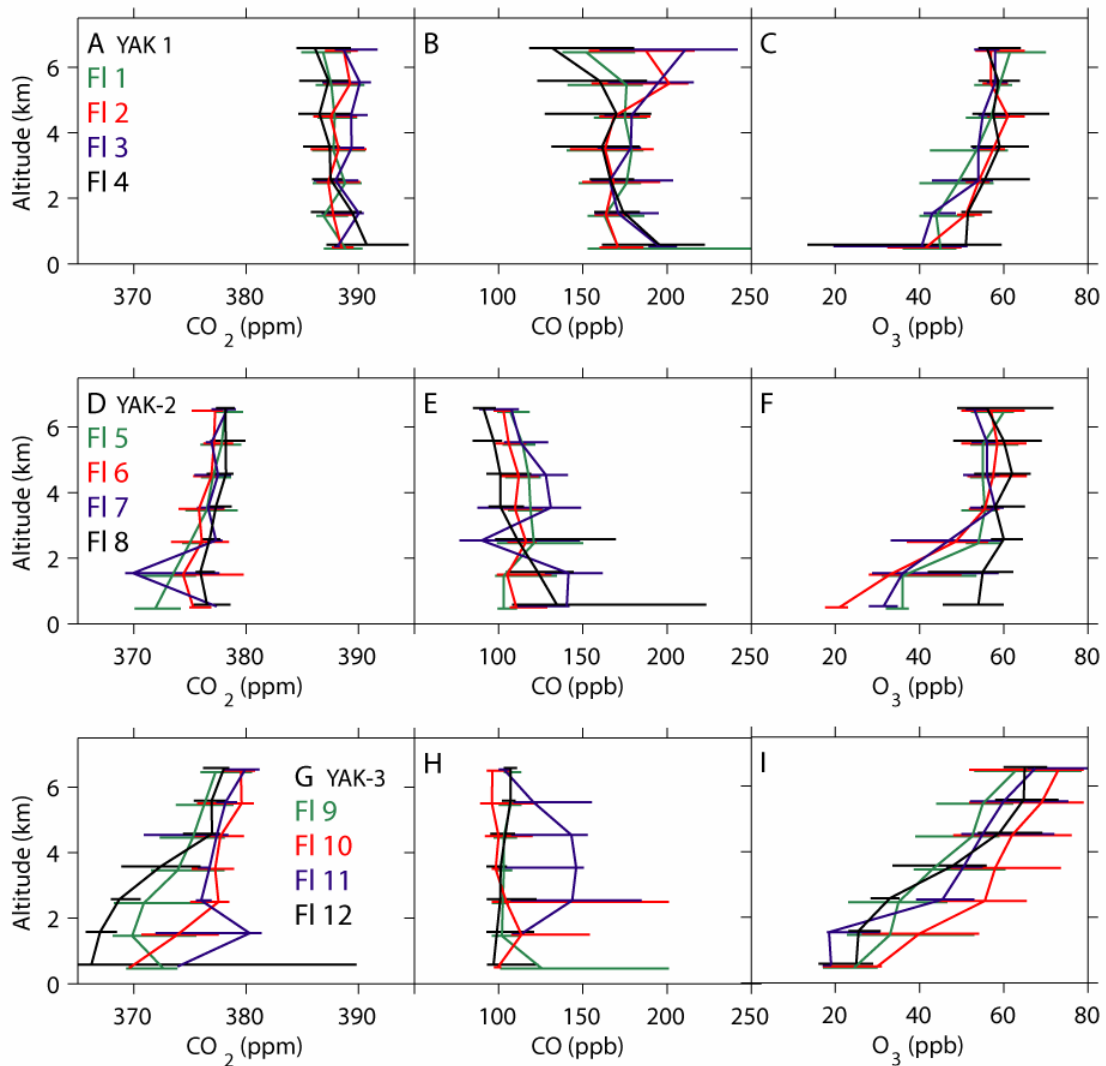 A YAK 1
Fl 1
Fl 2
Fl 3
Fl 4
B
C
Altitude (km)
6
4
2
0
370 380 390
100 150 200 250
20 40 60 80
CO 2 (ppm)
CO (ppb)
O 3 (ppb)
D YAK-2
Fl 5
Fl 6
Fl 7
Fl 8
E
F
Altitude (km)
6
4
2
0
370 380 390
100 150 200 250
20 40 60 80
CO 2 (ppm)
CO (ppb)
O 3 (ppb)
G YAK-3
Fl 9
Fl 10
Fl 11
Fl 12
H
I
Altitude (km)
6
4
2
0
370 380 390
100 150 200 250
20 40 60 80
CO 2 (ppm)
CO (ppb)
O 3 (ppb)